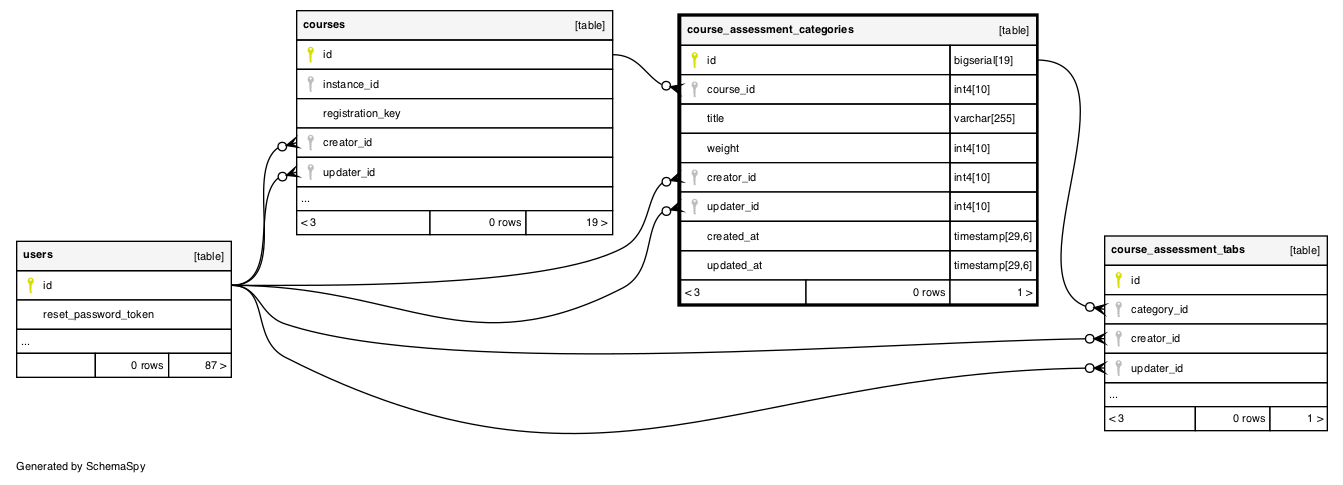 courses [table]
id
instance_id
registration_key
creator_id
updater_id
...
< 3 0 rows 19 >
course_assessment_categories [table]
id bigserial[19]
course_id int4[10]
title varchar[255]
weight int4[10]
creator_id int4[10]
updater_id int4[10]
created_at timestamp[29,6]
updated_at timestamp[29,6]
< 3 0 rows 1 >
users [table]
id
reset_password_token
...
0 rows 87 >
course_assessment_tabs [table]
id
category_id
creator_id
updater_id
...
< 3 0 rows 1 >
Generated by SchemaSpy